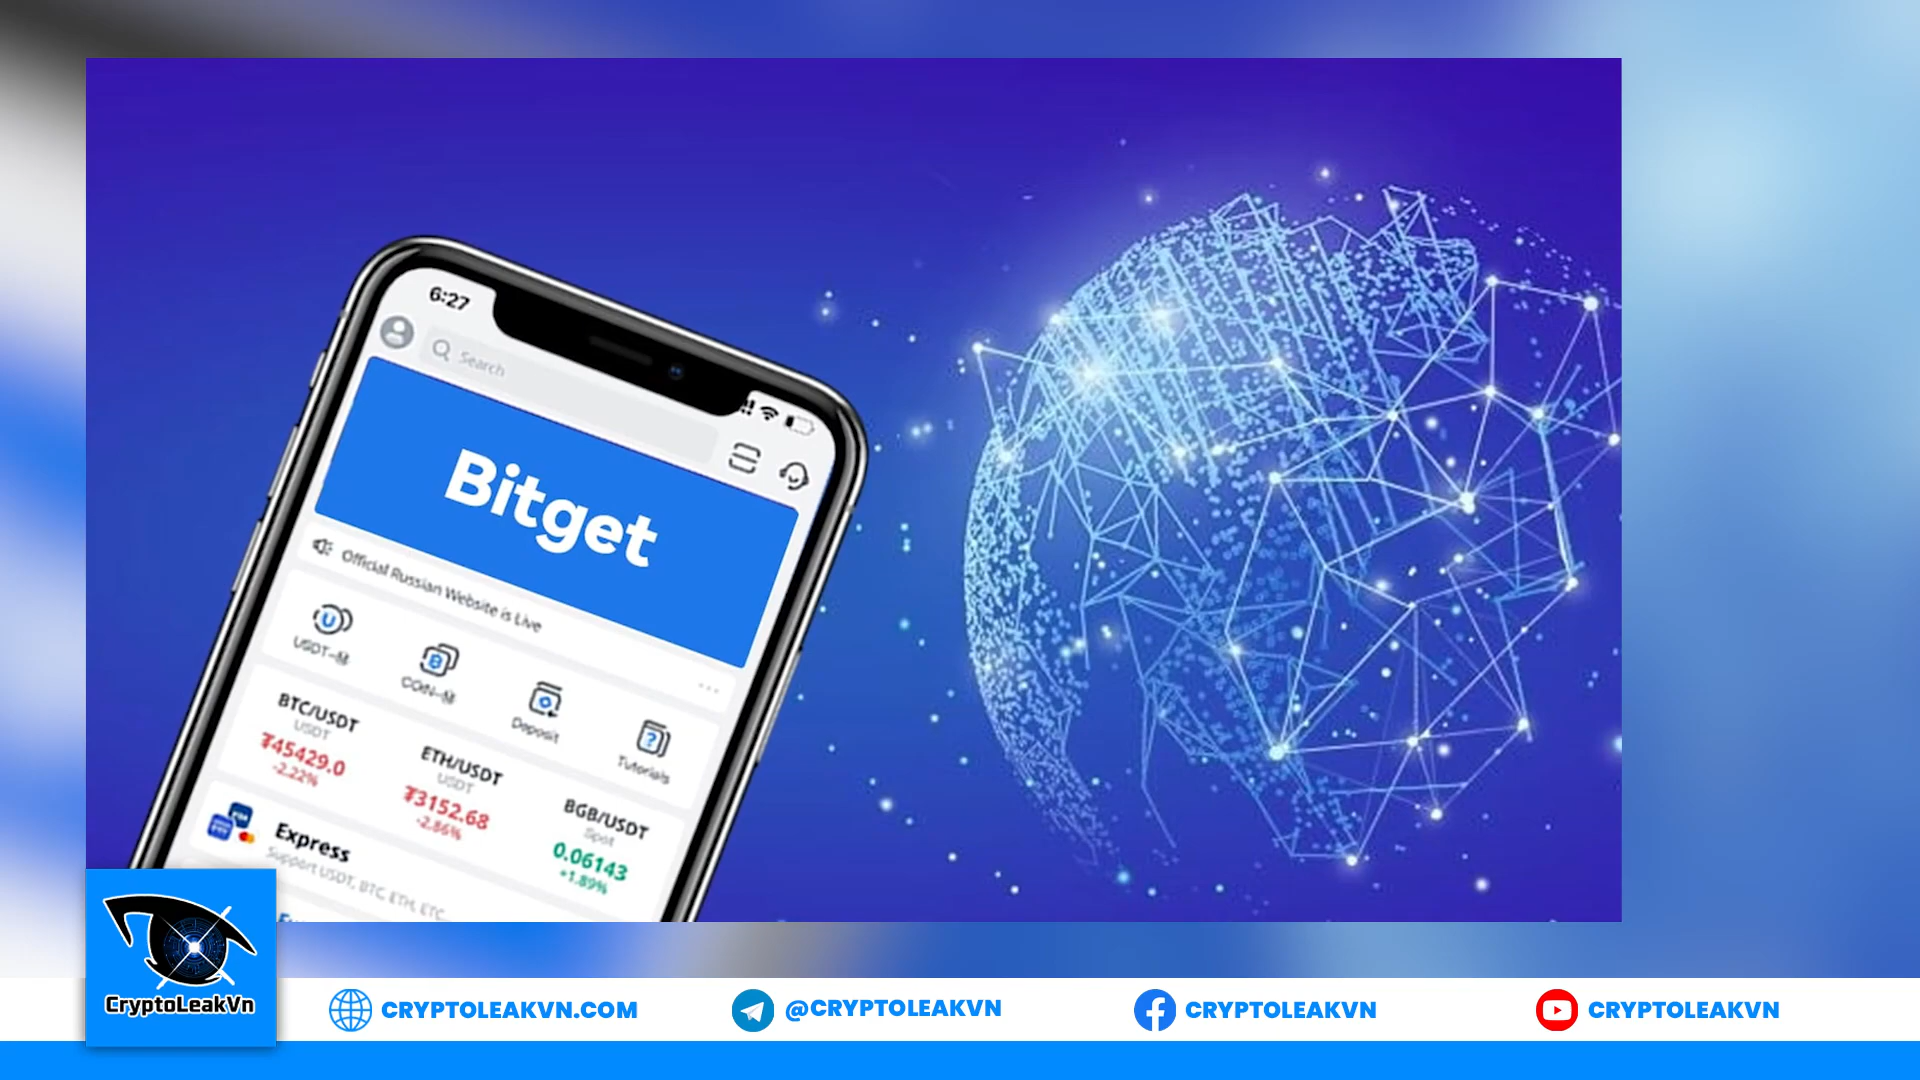 6:27
Search
Bitget
Official Russian Website is Live
USDT-M
COIN-M
Deposit
Tutorials
BTC/USDT
USDT
₮45429.0
-2.22%
ETH/USDT
USDT
₮3152.68
-2.86%
BGB/USDT
Spot
0.06143
+1.89%
Express
Support USDT, BTC, ETH, ETC...
CryptoLeakVn
CRYPTOLEAKVN.COM
@CRYPTOLEAKVN
CRYPTOLEAKVN
CRYPTOLEAKVN